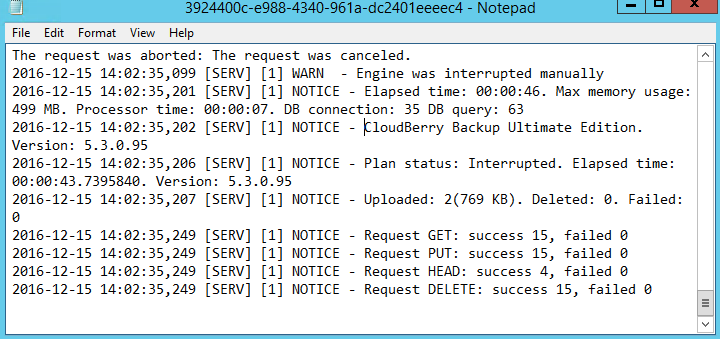 3924400c-e988-4340-961a-dc2401eeeec4 - Notepad
File Edit Format View Help
The request was aborted: The request was canceled.
2016-12-15 14:02:35,099 [SERV] [1] WARN  - Engine was interrupted manually
2016-12-15 14:02:35,201 [SERV] [1] NOTICE - Elapsed time: 00:00:46. Max memory usage:
499 MB. Processor time: 00:00:07. DB connection: 35 DB query: 63
2016-12-15 14:02:35,202 [SERV] [1] NOTICE - CloudBerry Backup Ultimate Edition.
Version: 5.3.0.95
2016-12-15 14:02:35,206 [SERV] [1] NOTICE - Plan status: Interrupted. Elapsed time:
00:00:43.7395840. Version: 5.3.0.95
2016-12-15 14:02:35,207 [SERV] [1] NOTICE - Uploaded: 2(769 KB). Deleted: 0. Failed:
0
2016-12-15 14:02:35,249 [SERV] [1] NOTICE - Request GET: success 15, failed 0
2016-12-15 14:02:35,249 [SERV] [1] NOTICE - Request PUT: success 15, failed 0
2016-12-15 14:02:35,249 [SERV] [1] NOTICE - Request HEAD: success 4, failed 0
2016-12-15 14:02:35,249 [SERV] [1] NOTICE - Request DELETE: success 15, failed 0